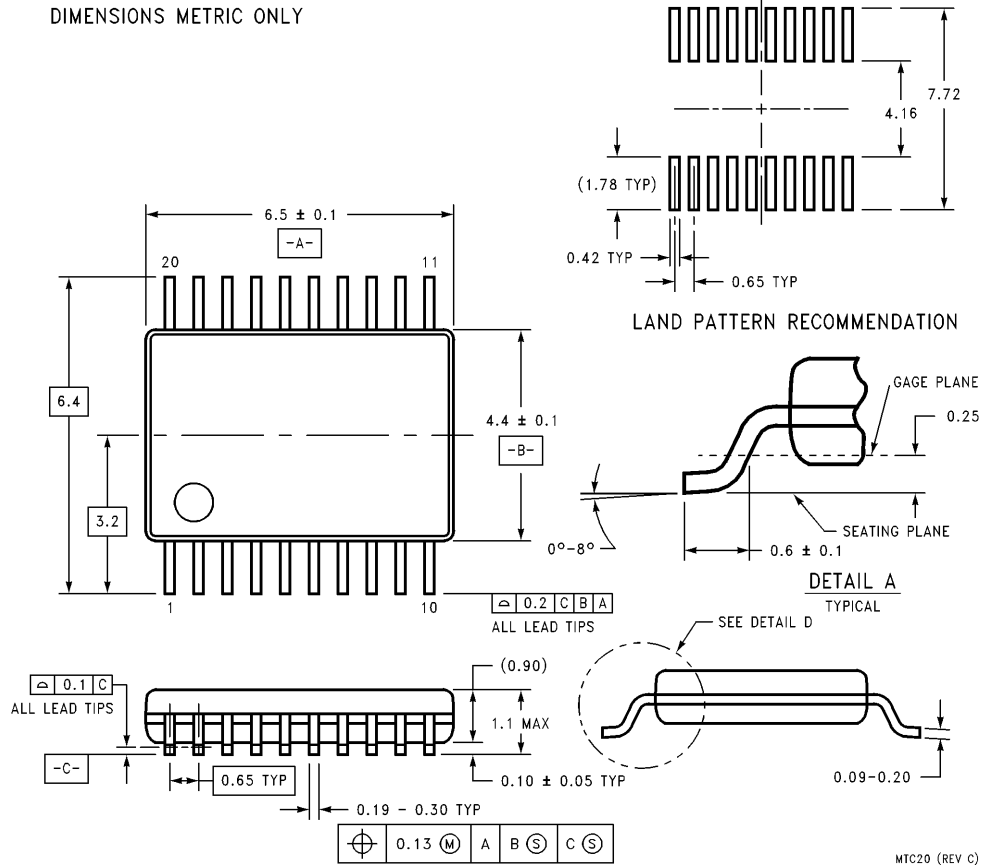 DIMENSIONS METRIC ONLY
7.72
4.16
(1.78 TYP)
0.42 TYP
0.65 TYP
LAND PATTERN RECOMMENDATION
6.5 ± 0.1
-A-
20
11
6.4
3.2
4.4 ± 0.1
-B-
1
10
⌓ 0.2 C B A
ALL LEAD TIPS
GAGE PLANE
0.25
SEATING PLANE
0°-8°
0.6 ± 0.1
DETAIL A
TYPICAL
SEE DETAIL D
⌓ 0.1 C
ALL LEAD TIPS
-C-
(0.90)
1.1 MAX
0.65 TYP
0.10 ± 0.05 TYP
0.19 - 0.30 TYP
0.09-0.20
⌖ 0.13 Ⓜ A B Ⓢ C Ⓢ
MTC20 (REV C)